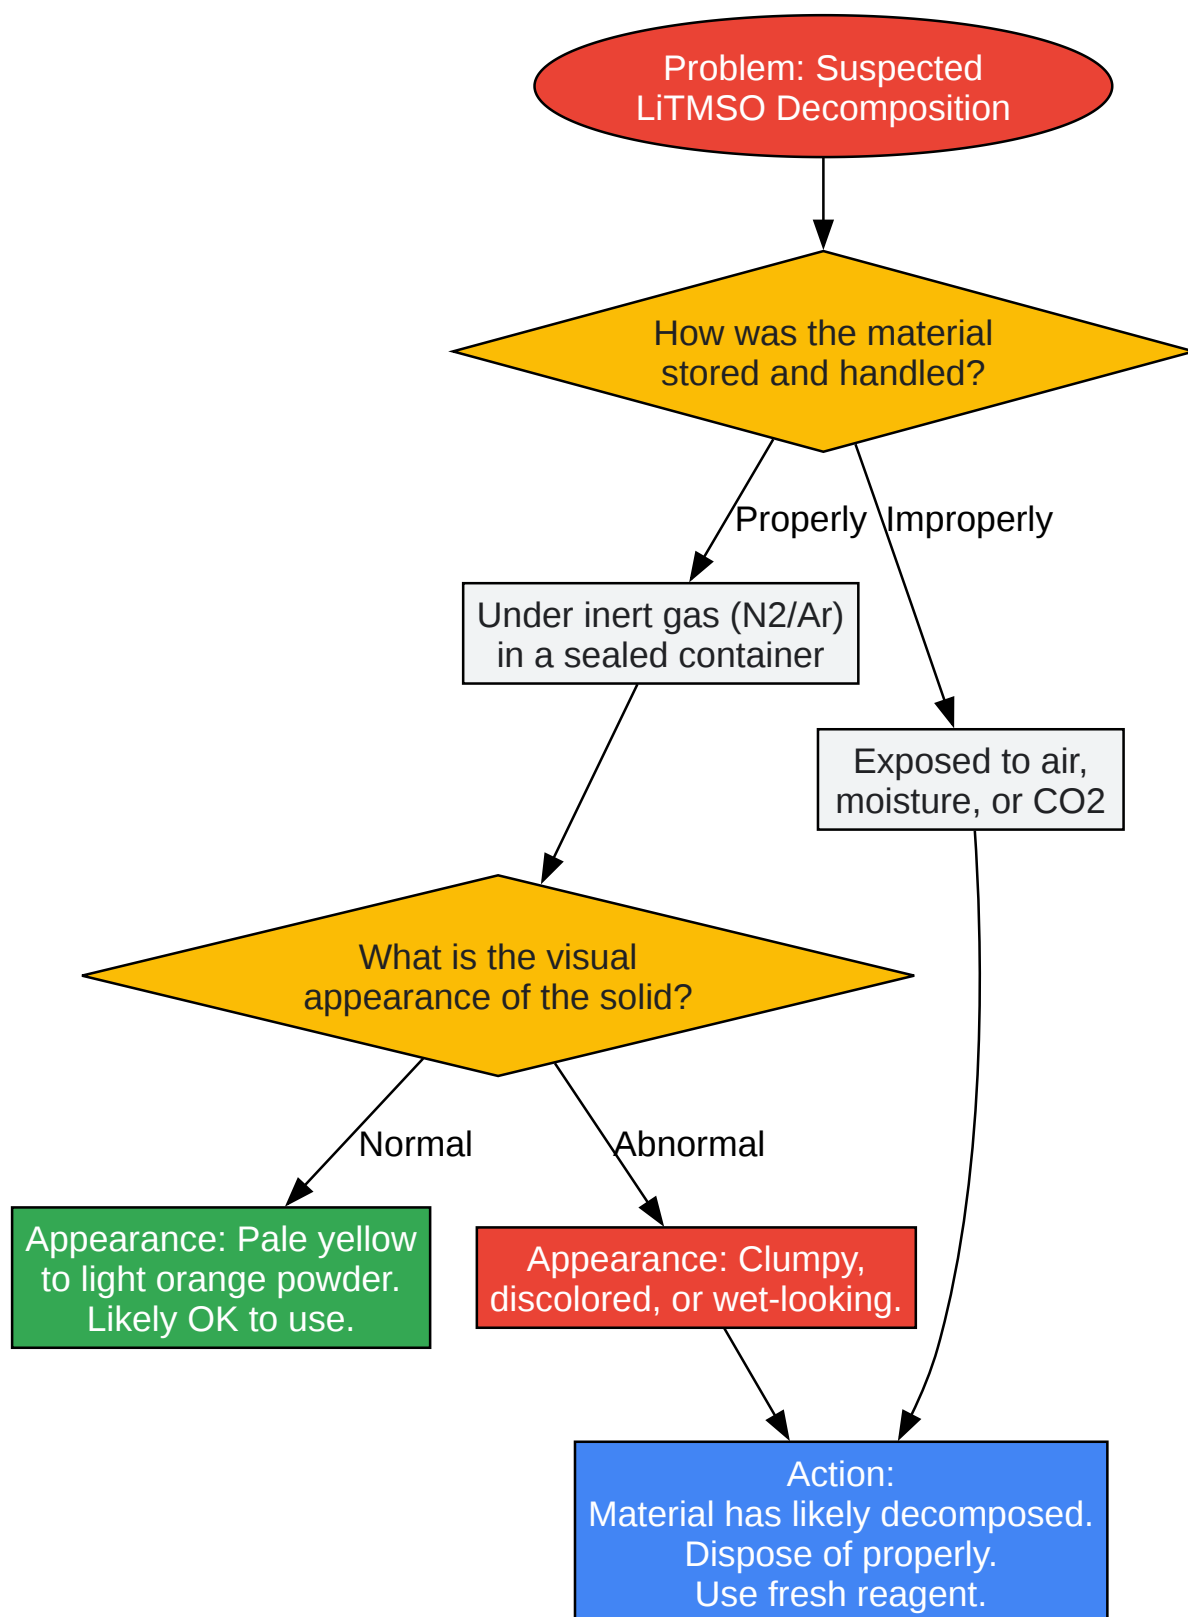 Problem: Suspected
LiTMSO Decomposition
How was the material
stored and handled?
Properly
Improperly
Under inert gas (N2/Ar)
in a sealed container
Exposed to air,
moisture, or CO2
What is the visual
appearance of the solid?
Normal
Abnormal
Appearance: Pale yellow
to light orange powder.
Likely OK to use.
Appearance: Clumpy,
discolored, or wet-looking.
Action:
Material has likely decomposed.
Dispose of properly.
Use fresh reagent.